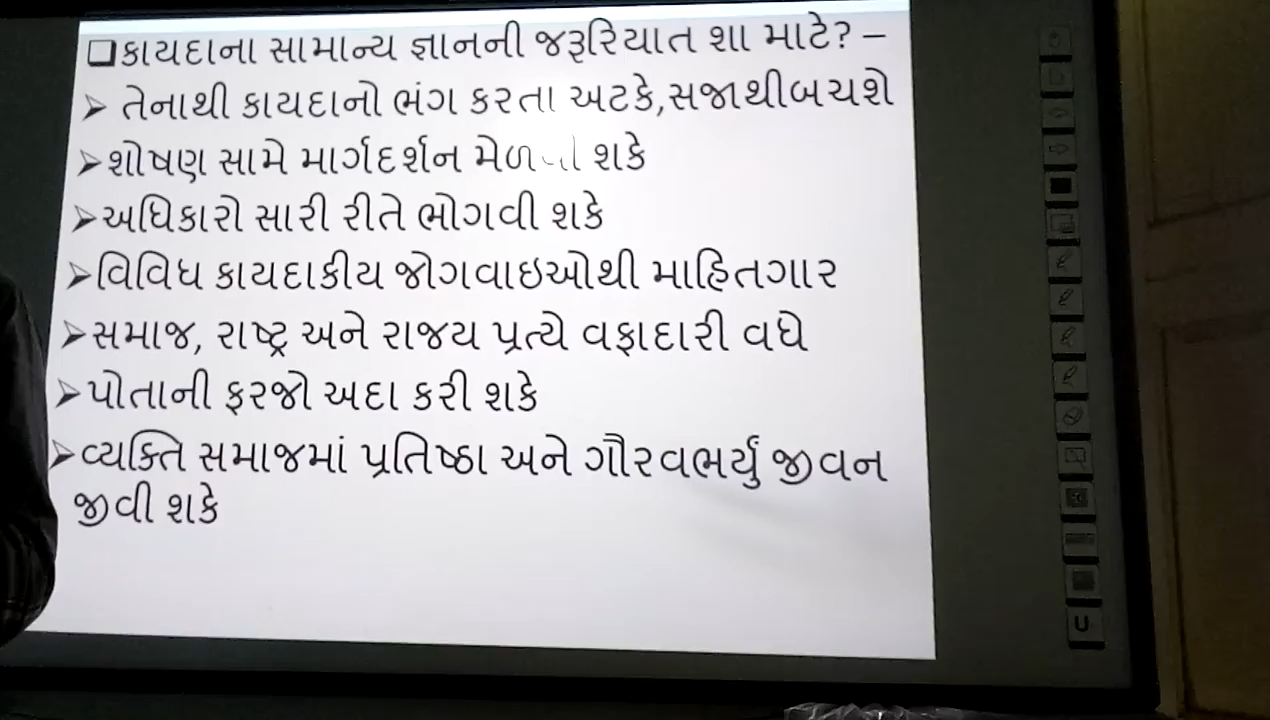 ❑કાયદાના સામાન્ય જ્ઞાનની જરૂરિયાત શા માટે? –
➢ તેનાથી કાયદાનો ભંગ કરતા અટકે,સજાથીબચશે
➢શોષણ સામે માર્ગદર્શન શકે
➢અધિકારો સારી રીતે ભોગવી શકે
➢વિવિધ કાયદાકીય જોગવાઇઓથી માહિતગાર
➢સમાજ, રાષ્ટ્ર અને રાજય પ્રત્યે વફાદારી વધે
➢પોતાની ફરજો અદા કરી શકે
➢વ્યક્તિ સમાજમાં પ્રતિષ્ઠા અને ગૌરવભર્યું જીવન
જીવી શકે